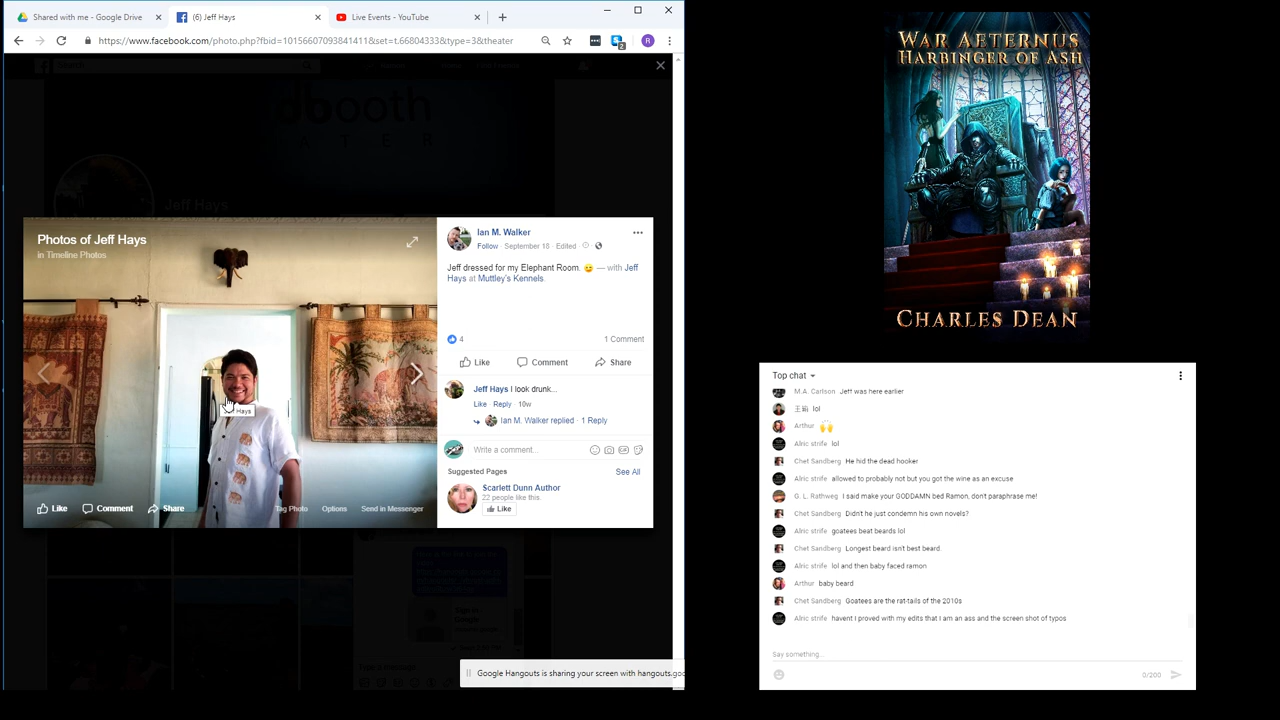 Shared with me - Google Drive
(6) Jeff Hays
Live Events - YouTube
https://www.facebook.com/photo.php?fbid=10156607093841411&set=t.66804333&type=3&theater
2
R
booth
A T E R
Jeff Hays
Photos of Jeff Hays
in Timeline Photos
Hays
Like
Comment
Share
Tag Photo
Options
Send in Messenger
Ian M. Walker
Follow · September 18 · Edited ·
Jeff dressed for my Elephant Room. 😉 — with Jeff
Hays at Muttley's Kennels.
4
1 Comment
Like
Comment
Share
Jeff Hays I look drunk...
Like · Reply · 10w
Ian M. Walker replied · 1 Reply
Write a comment...
Suggested Pages
See All
Scarlett Dunn Author
22 people like this.
Like
Google Hangouts is sharing your screen with hangouts.goo
WAR AETERNUS
HARBINGER OF ASH
CHARLES DEAN
Top chat
M.A. Carlson Jeff was here earlier
lol
Arthur 🙌
Alric strife lol
Chet Sandberg He hid the dead hooker
Alric strife allowed to probably not but you got the wine as an excuse
G. L. Rathweg I said make your GODDAMN bed Ramon, don't paraphrase me!
Chet Sandberg Didn't he just condemn his own novels?
Alric strife goatees beat beards lol
Chet Sandberg Longest beard isn't best beard.
Alric strife lol and then baby faced ramon
Arthur baby beard
Chet Sandberg Goatees are the rat-tails of the 2010s
Alric strife havent I proved with my edits that I am an ass and the screen shot of typos
Say something...
0/200